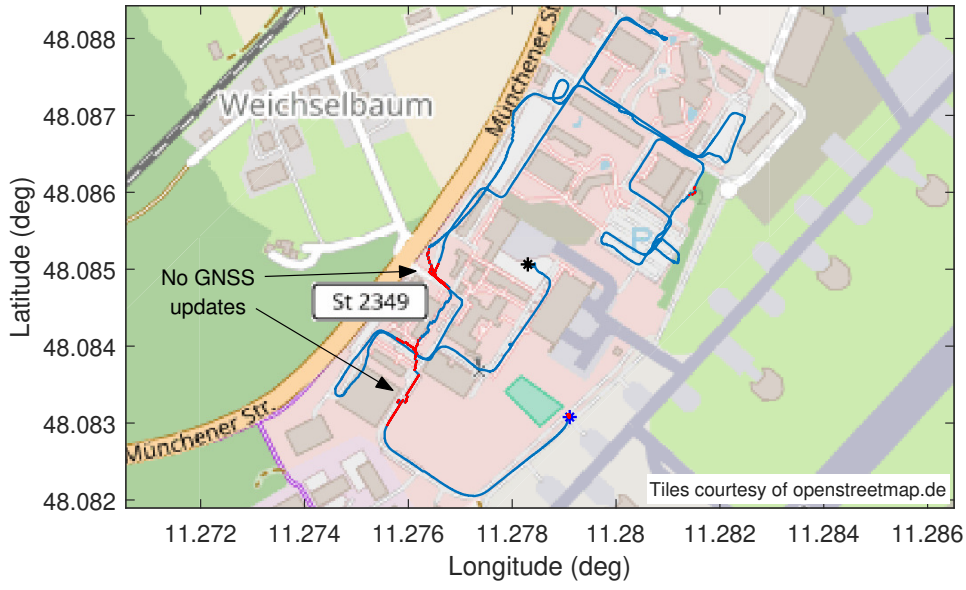 48.088
48.087
48.086
48.085
48.084
48.083
48.082
Latitude (deg)
Münchener St
Weichselbaum
P
No GNSS
updates
St 2349
Münchener Str.
Tiles courtesy of openstreetmap.de
11.272
11.274
11.276
11.278
11.28
11.282
11.284
11.286
Longitude (deg)